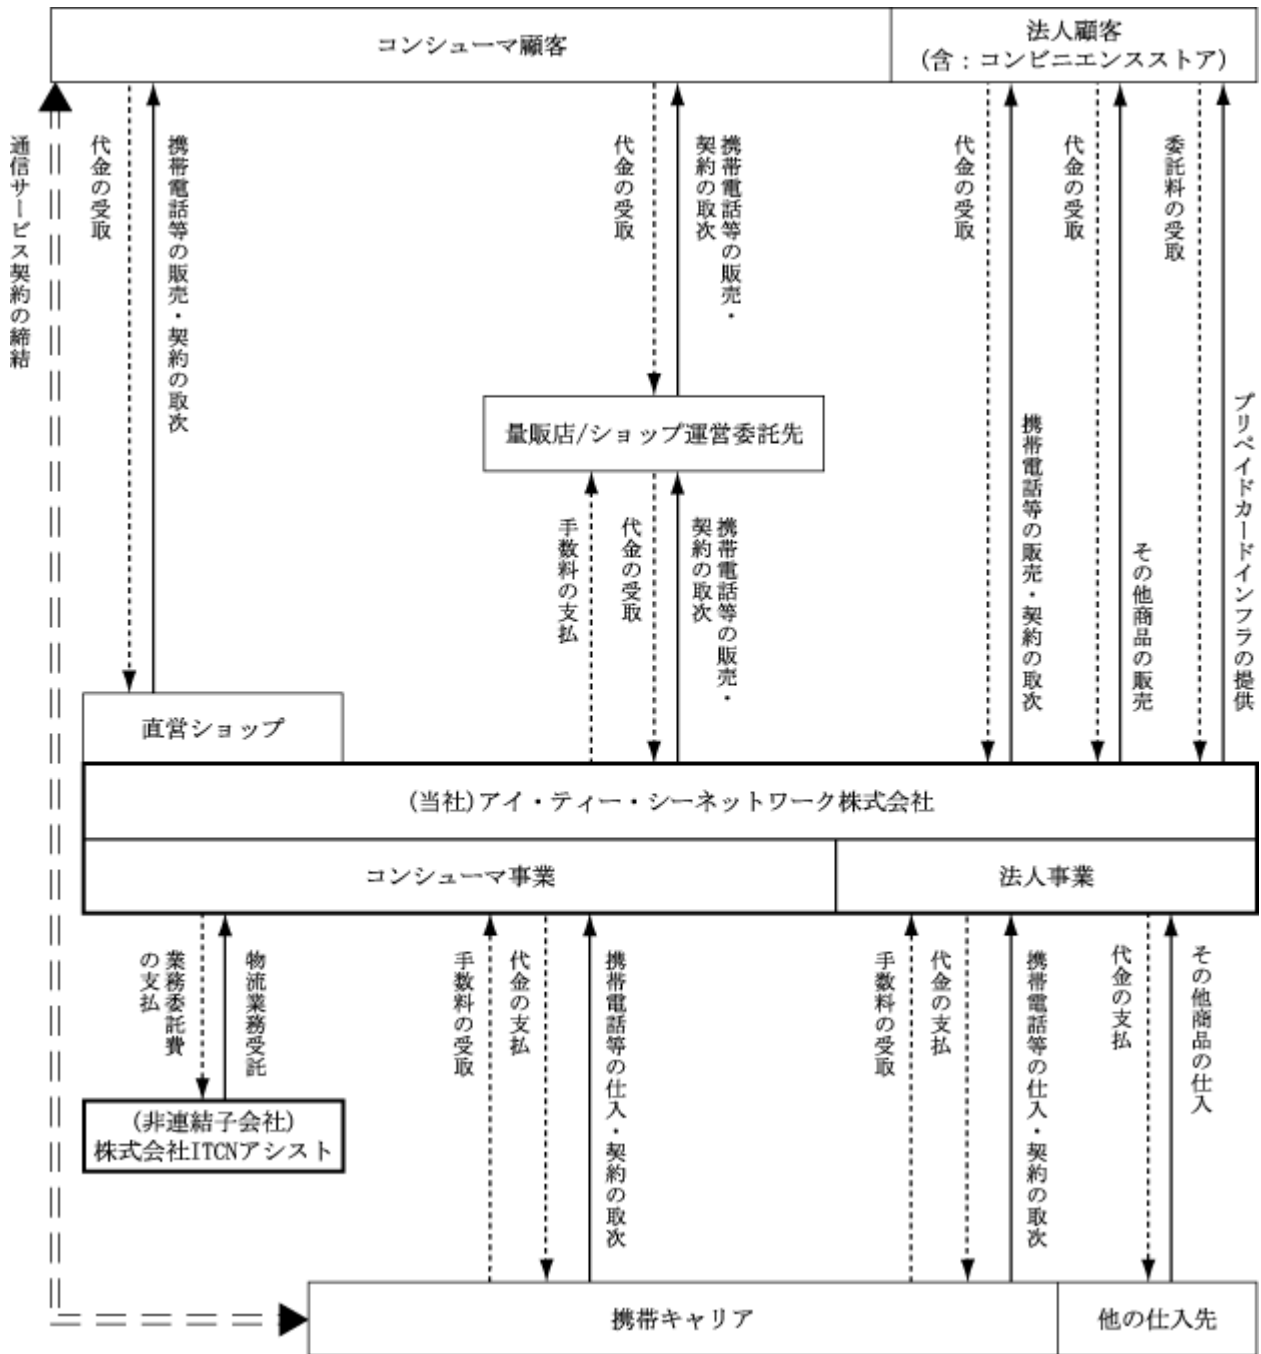 コンシューマ顧客
法人顧客
(含：コンビニエンスストア)
通信サービス契約の締結
代金の受取
携帯電話等の販売・契約の取次
代金の受取
携帯電話等の販売・
契約の取次
代金の受取
代金の受取
委託料の受取
量販店/ショップ運営委託先
手数料の支払
代金の受取
携帯電話等の販売・
契約の取次
携帯電話等の販売・契約の取次
その他商品の販売
プリペイドカードインフラの提供
直営ショップ
(当社)アイ・ティー・シーネットワーク株式会社
コンシューマ事業
法人事業
業務委託費
の支払
物流業務受託
手数料の受取
代金の支払
携帯電話等の仕入・契約の取次
手数料の受取
代金の支払
携帯電話等の仕入・契約の取次
代金の支払
その他商品の仕入
(非連結子会社)
株式会社ITCNアシスト
携帯キャリア
他の仕入先